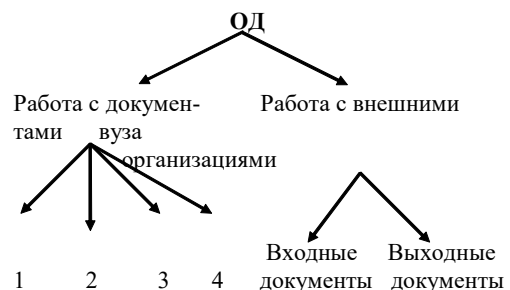 ОД
Работа с докумен- Работа с внешними
тами вуза
организациями
Входные Выходные
1 2 3 4 документы документы